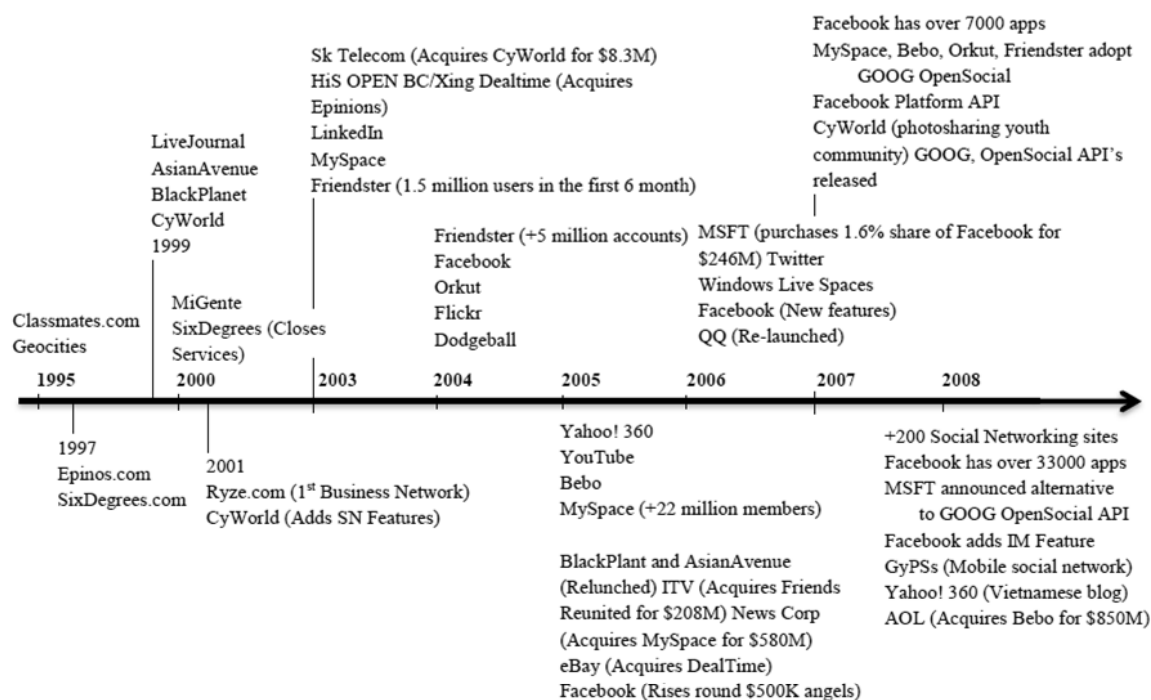 Classmates.com
Geocities
1995
1997
Epinos.com
SixDegrees.com
LiveJournal
AsianAvenue
BlackPlanet
CyWorld
1999
MiGente
SixDegrees (Closes
Services)
2000
2001
Ryze.com (1st Business Network)
CyWorld (Adds SN Features)
Sk Telecom (Acquires CyWorld for $8.3M)
HiS OPEN BC/Xing Dealtime (Acquires
Epinions)
LinkedIn
MySpace
Friendster (1.5 million users in the first 6 month)
2003
Friendster (+5 million accounts)
Facebook
Orkut
Flickr
Dodgeball
2004
2005
Yahoo! 360
YouTube
Bebo
MySpace (+22 million members)
BlackPlant and AsianAvenue
(Relunched) ITV (Acquires Friends
Reunited for $208M) News Corp
(Acquires MySpace for $580M)
eBay (Acquires DealTime)
Facebook (Rises round $500K angels)
MSFT (purchases 1.6% share of Facebook for
$246M) Twitter
Windows Live Spaces
Facebook (New features)
QQ (Re-launched)
2006
Facebook has over 7000 apps
MySpace, Bebo, Orkut, Friendster adopt
GOOG OpenSocial
Facebook Platform API
CyWorld (photosharing youth
community) GOOG, OpenSocial API's
released
2007
2008
+200 Social Networking sites
Facebook has over 33000 apps
MSFT announced alternative
to GOOG OpenSocial API
Facebook adds IM Feature
GyPSs (Mobile social network)
Yahoo! 360 (Vietnamese blog)
AOL (Acquires Bebo for $850M)